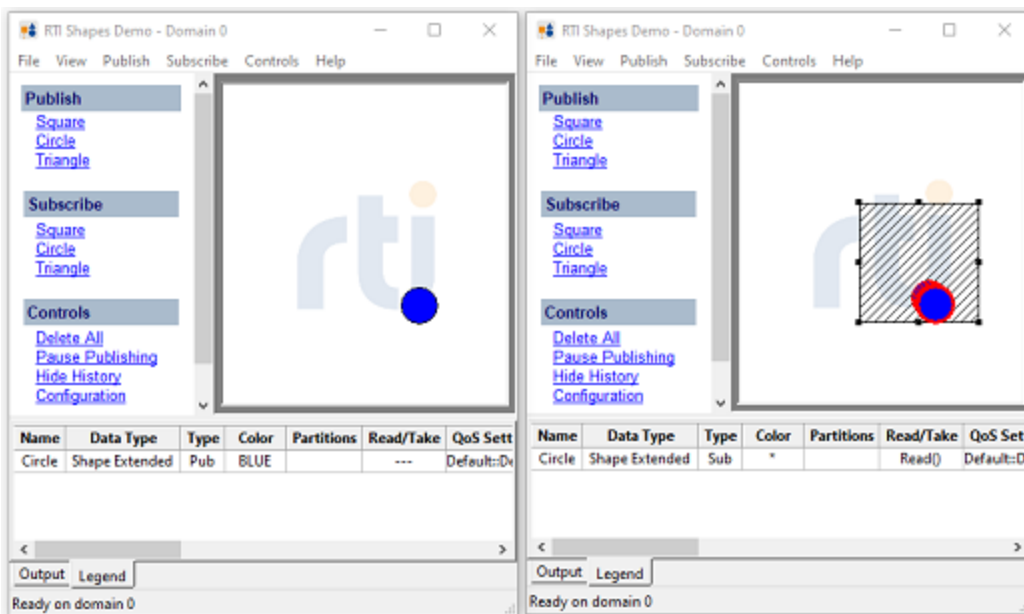 RTI Shapes Demo - Domain 0
File View Publish Subscribe Controls Help
Publish
Square
Circle
Triangle
Subscribe
Square
Circle
Triangle
Controls
Delete All
Pause Publishing
Hide History
Configuration
rti
Name Data Type Type Color Partitions Read/Take QoS Sett
Circle Shape Extended Pub BLUE --- Default::De
Output Legend
Ready on domain 0
RTI Shapes Demo - Domain 0
File View Publish Subscribe Controls Help
Publish
Square
Circle
Triangle
Subscribe
Square
Circle
Triangle
Controls
Delete All
Pause Publishing
Hide History
Configuration
rti
Name Data Type Type Color Partitions Read/Take QoS Set
Circle Shape Extended Sub * Read() Default::D
Output Legend
Ready on domain 0